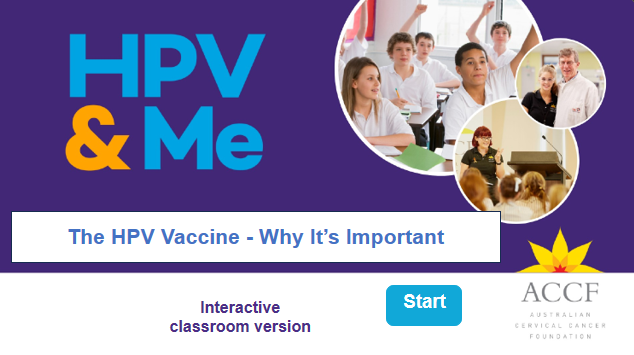 HPV
& Me
The HPV Vaccine - Why It’s Important
Interactive
classroom version
Start
ACCF
AUSTRALIAN
CERVICAL CANCER
FOUNDATION